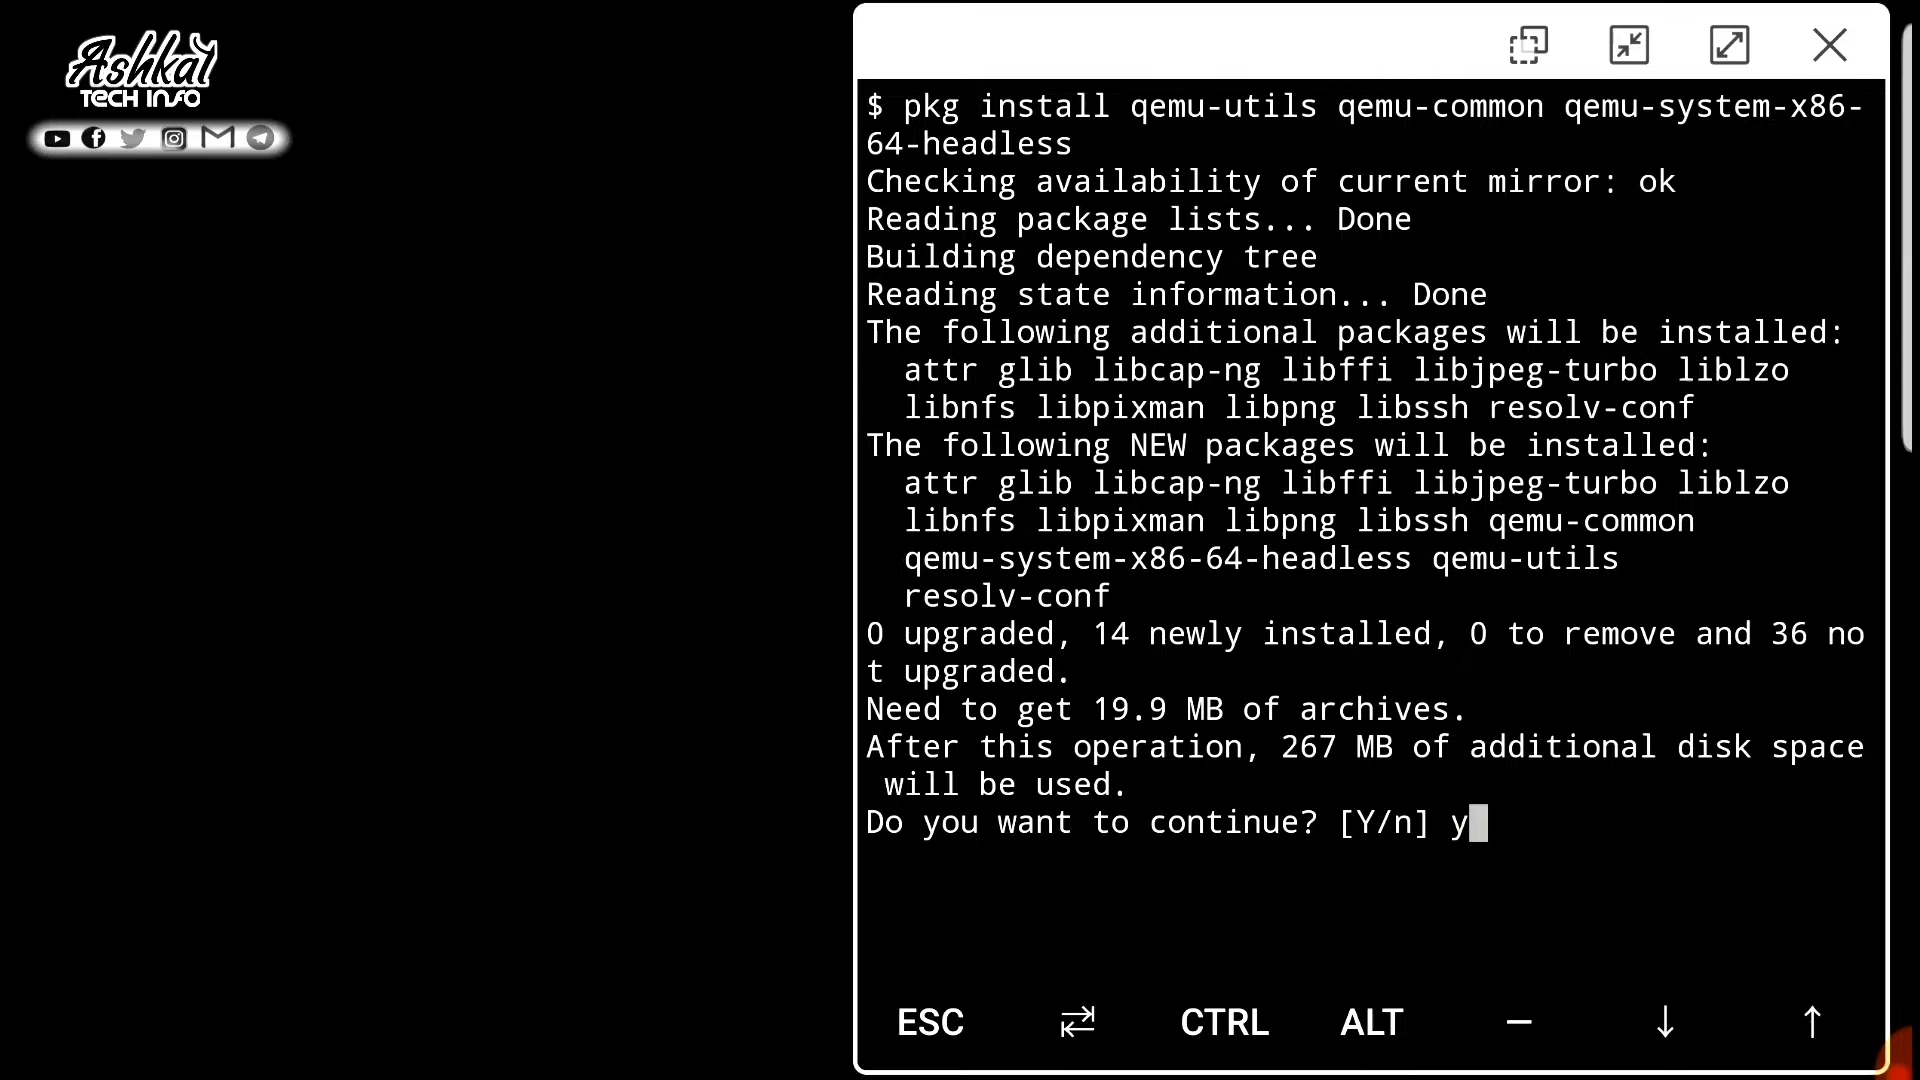 Ashkal
TECH INFO
$ pkg install qemu-utils qemu-common qemu-system-x86-
64-headless
Checking availability of current mirror: ok
Reading package lists... Done
Building dependency tree
Reading state information... Done
The following additional packages will be installed:
  attr glib libcap-ng libffi libjpeg-turbo liblzo
  libnfs libpixman libpng libssh resolv-conf
The following NEW packages will be installed:
  attr glib libcap-ng libffi libjpeg-turbo liblzo
  libnfs libpixman libpng libssh qemu-common
  qemu-system-x86-64-headless qemu-utils
  resolv-conf
0 upgraded, 14 newly installed, 0 to remove and 36 no
t upgraded.
Need to get 19.9 MB of archives.
After this operation, 267 MB of additional disk space
 will be used.
Do you want to continue? [Y/n] y
ESC ⇄ CTRL ALT – ↓ ↑